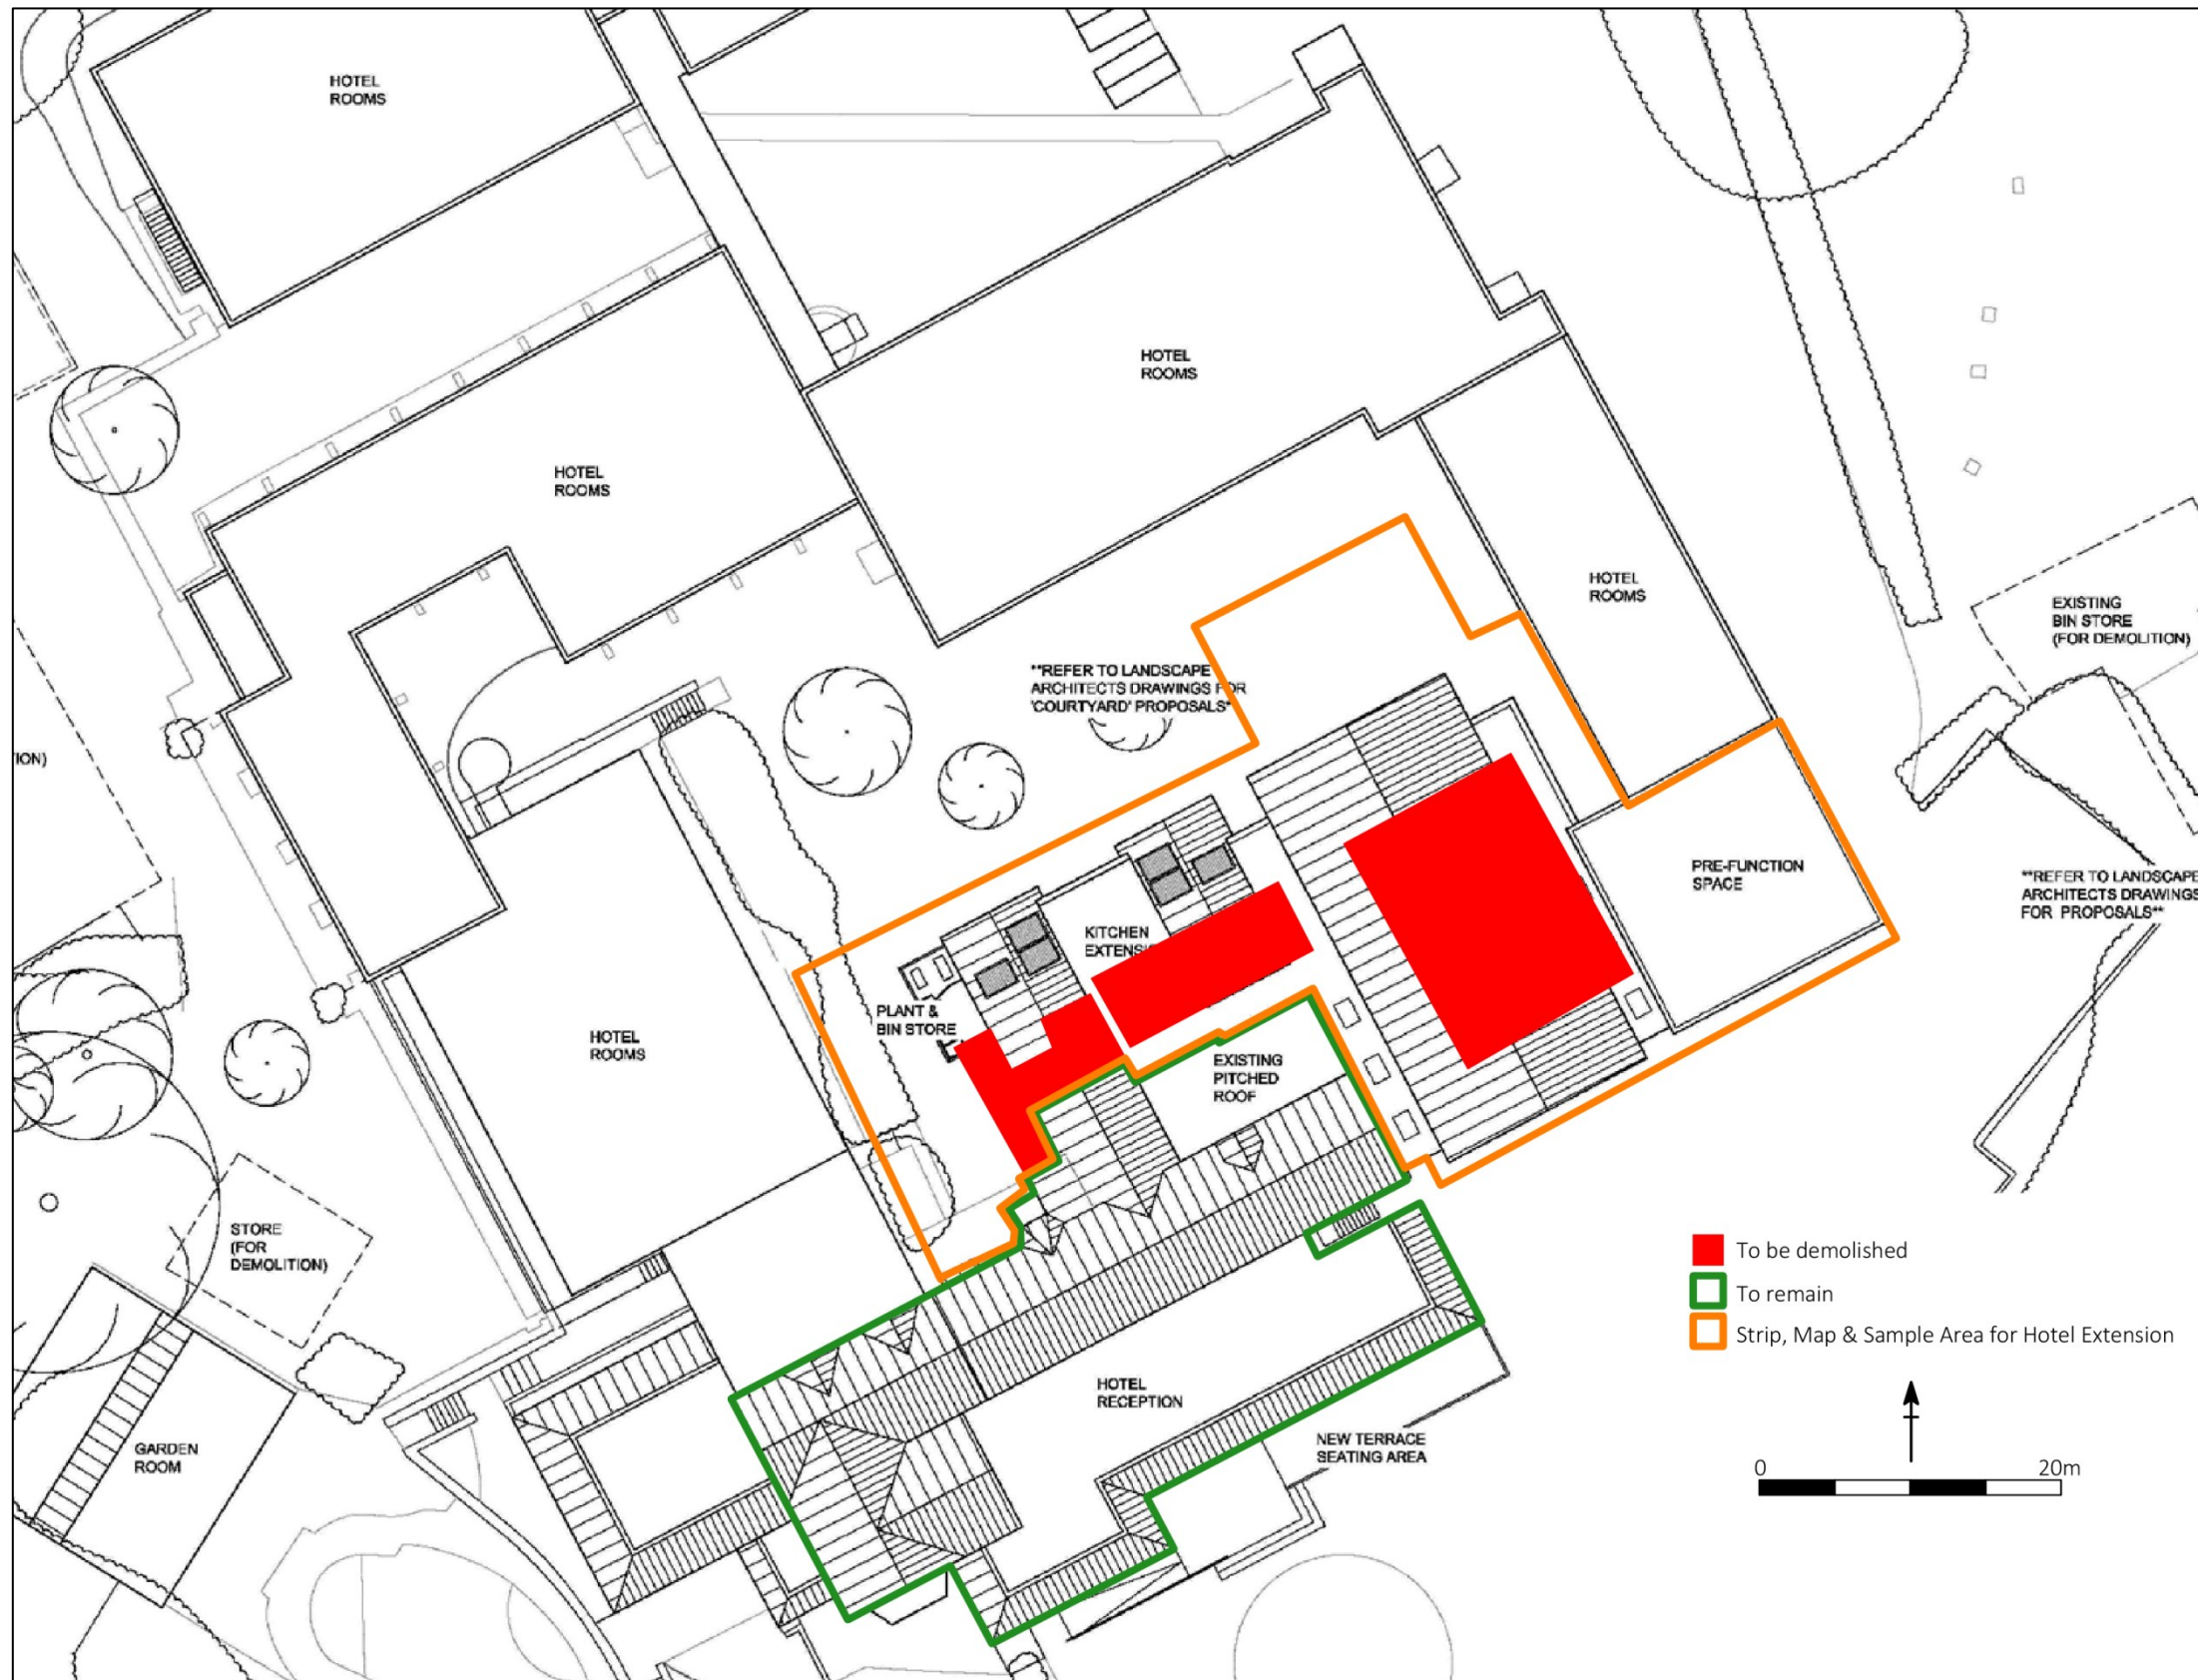 HOTEL
ROOMS
HOTEL
ROOMS
HOTEL
ROOMS
HOTEL
ROOMS
EXISTING
BIN STORE
(FOR DEMOLITION)
**REFER TO LANDSCAPE
ARCHITECTS DRAWINGS FOR
'COURTYARD' PROPOSALS*
ION)
PRE-FUNCTION
SPACE
**REFER TO LANDSCAPE
ARCHITECTS DRAWINGS
FOR PROPOSALS**
KITCHEN
EXTENSI
PLANT &
BIN STORE
HOTEL
ROOMS
EXISTING
PITCHED
ROOF
STORE
(FOR
DEMOLITION)
To be demolished
To remain
Strip, Map & Sample Area for Hotel Extension
HOTEL
RECEPTION
GARDEN
ROOM
NEW TERRACE
SEATING AREA
0 20m